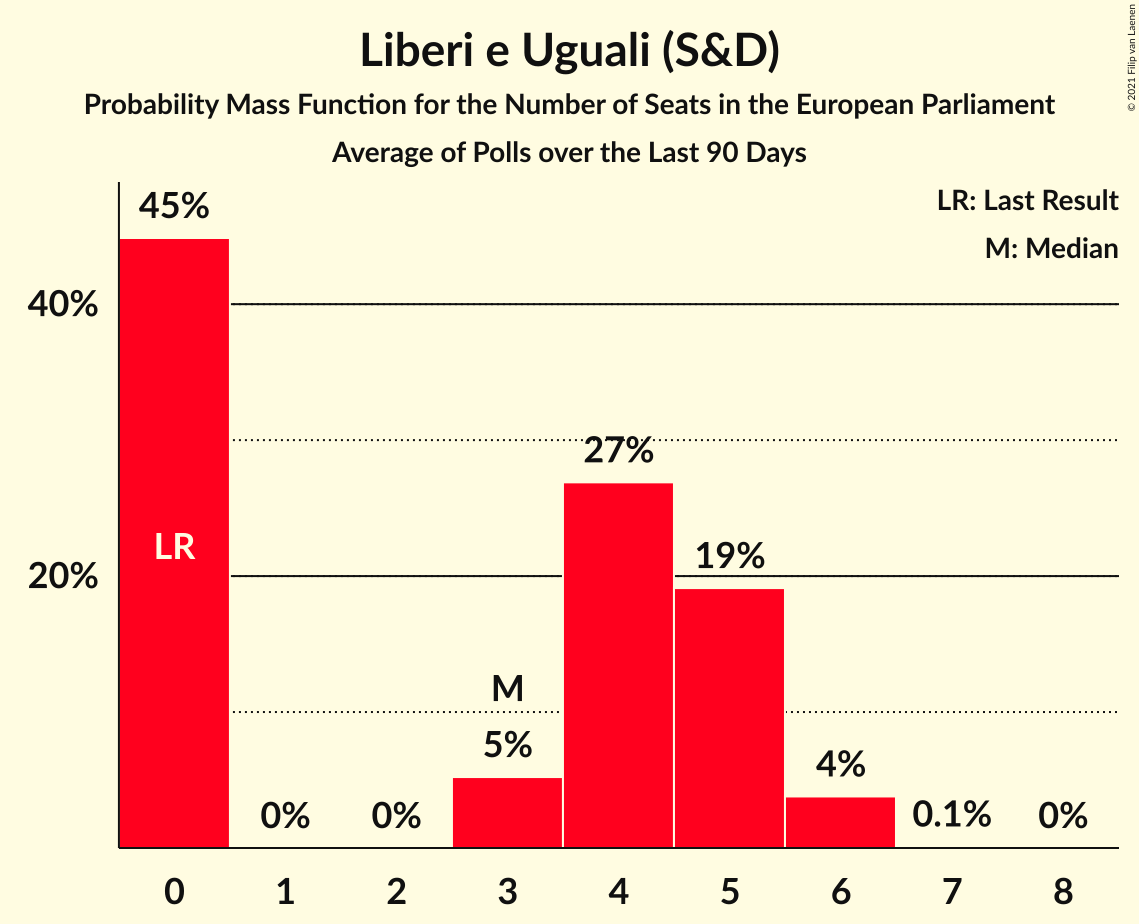 Liberi e Uguali (S&D)
Probability Mass Function for the Number of Seats in the European Parliament
Average of Polls over the Last 90 Days
© 2021 Filip van Laenen
LR: Last Result
M: Median
45%
40%
27%
LR
20%
19%
M
5%
4%
0%
0%
0.1%
0%
0 1 2 3 4 5 6 7 8